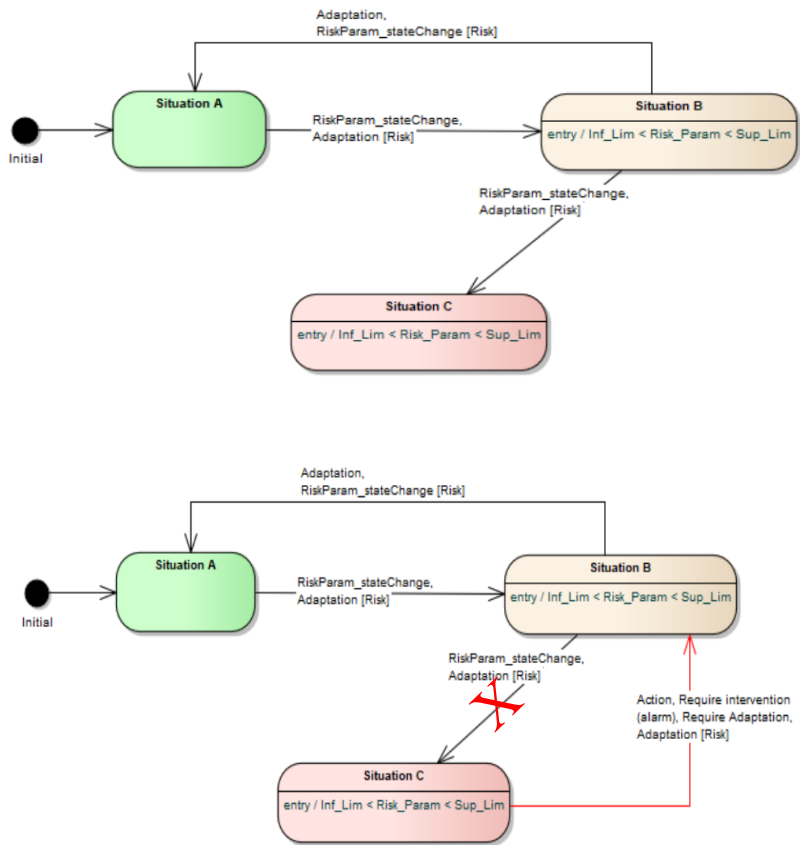 Adaptation,
RiskParam_stateChange [Risk]
Situation A
Situation B
RiskParam_stateChange,
Adaptation [Risk]
entry / Inf_Lim < Risk_Param < Sup_Lim
Initial
RiskParam_stateChange,
Adaptation [Risk]
Situation C
entry / Inf_Lim < Risk_Param < Sup_Lim
Adaptation,
RiskParam_stateChange [Risk]
Situation A
Situation B
RiskParam_stateChange,
Adaptation [Risk]
entry / Inf_Lim < Risk_Param < Sup_Lim
Initial
RiskParam_stateChange,
Adaptation [Risk]
X
Action, Require intervention
(alarm), Require Adaptation,
Adaptation [Risk]
Situation C
entry / Inf_Lim < Risk_Param < Sup_Lim